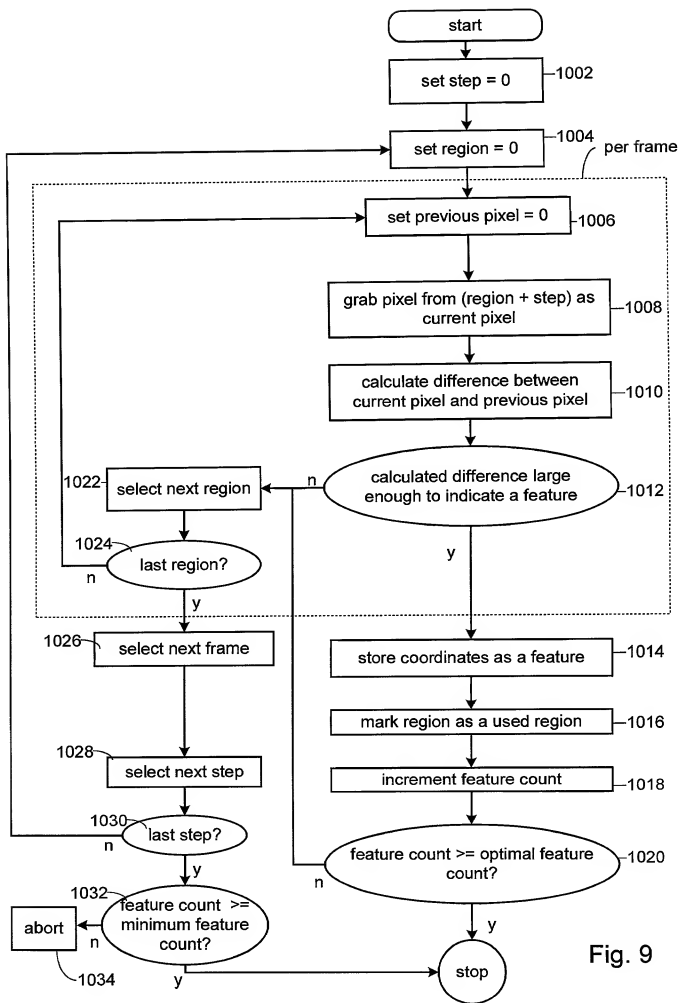 start
set step = 0
1002
set region = 0
1004
per frame
set previous pixel = 0
1006
grab pixel from (region + step) as
current pixel
1008
calculate difference between
current pixel and previous pixel
1010
calculated difference large
enough to indicate a feature
1012
n
y
1022
select next region
1024
last region?
n
y
1026
select next frame
store coordinates as a feature
1014
mark region as a used region
1016
1028
select next step
increment feature count
1018
1030
last step?
n
y
feature count >= optimal feature
count?
1020
n
y
1032
feature count >=
minimum feature
count?
n
y
abort
1034
stop
Fig. 9